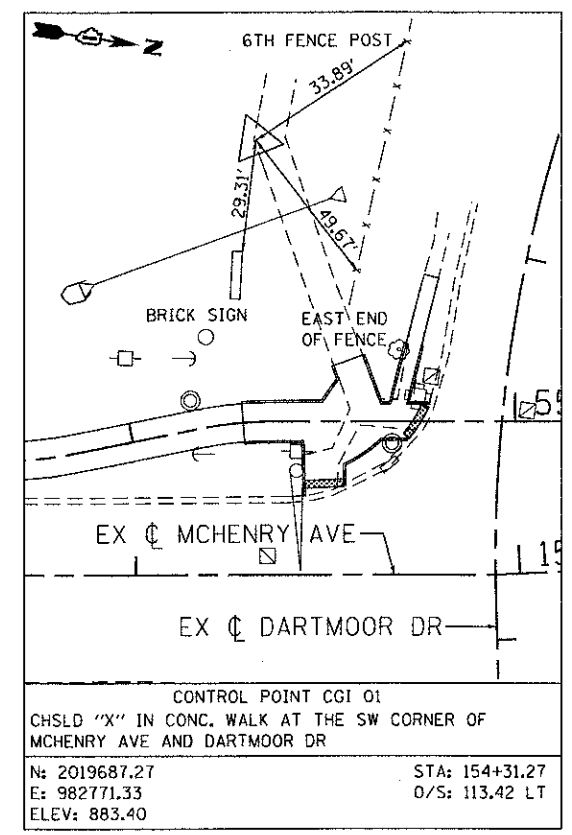 N
6TH FENCE POST
33.89'
29.31'
49.67'
BRICK SIGN
EAST END
OF FENCE
55
EX ℄ MCHENRY AVE
15
EX ℄ DARTMOOR DR
CONTROL POINT CGI 01
CHSLD "X" IN CONC. WALK AT THE SW CORNER OF
MCHENRY AVE AND DARTMOOR DR
N: 2019687.27
STA: 154+31.27
E: 982771.33
O/S: 113.42 LT
ELEV: 883.40